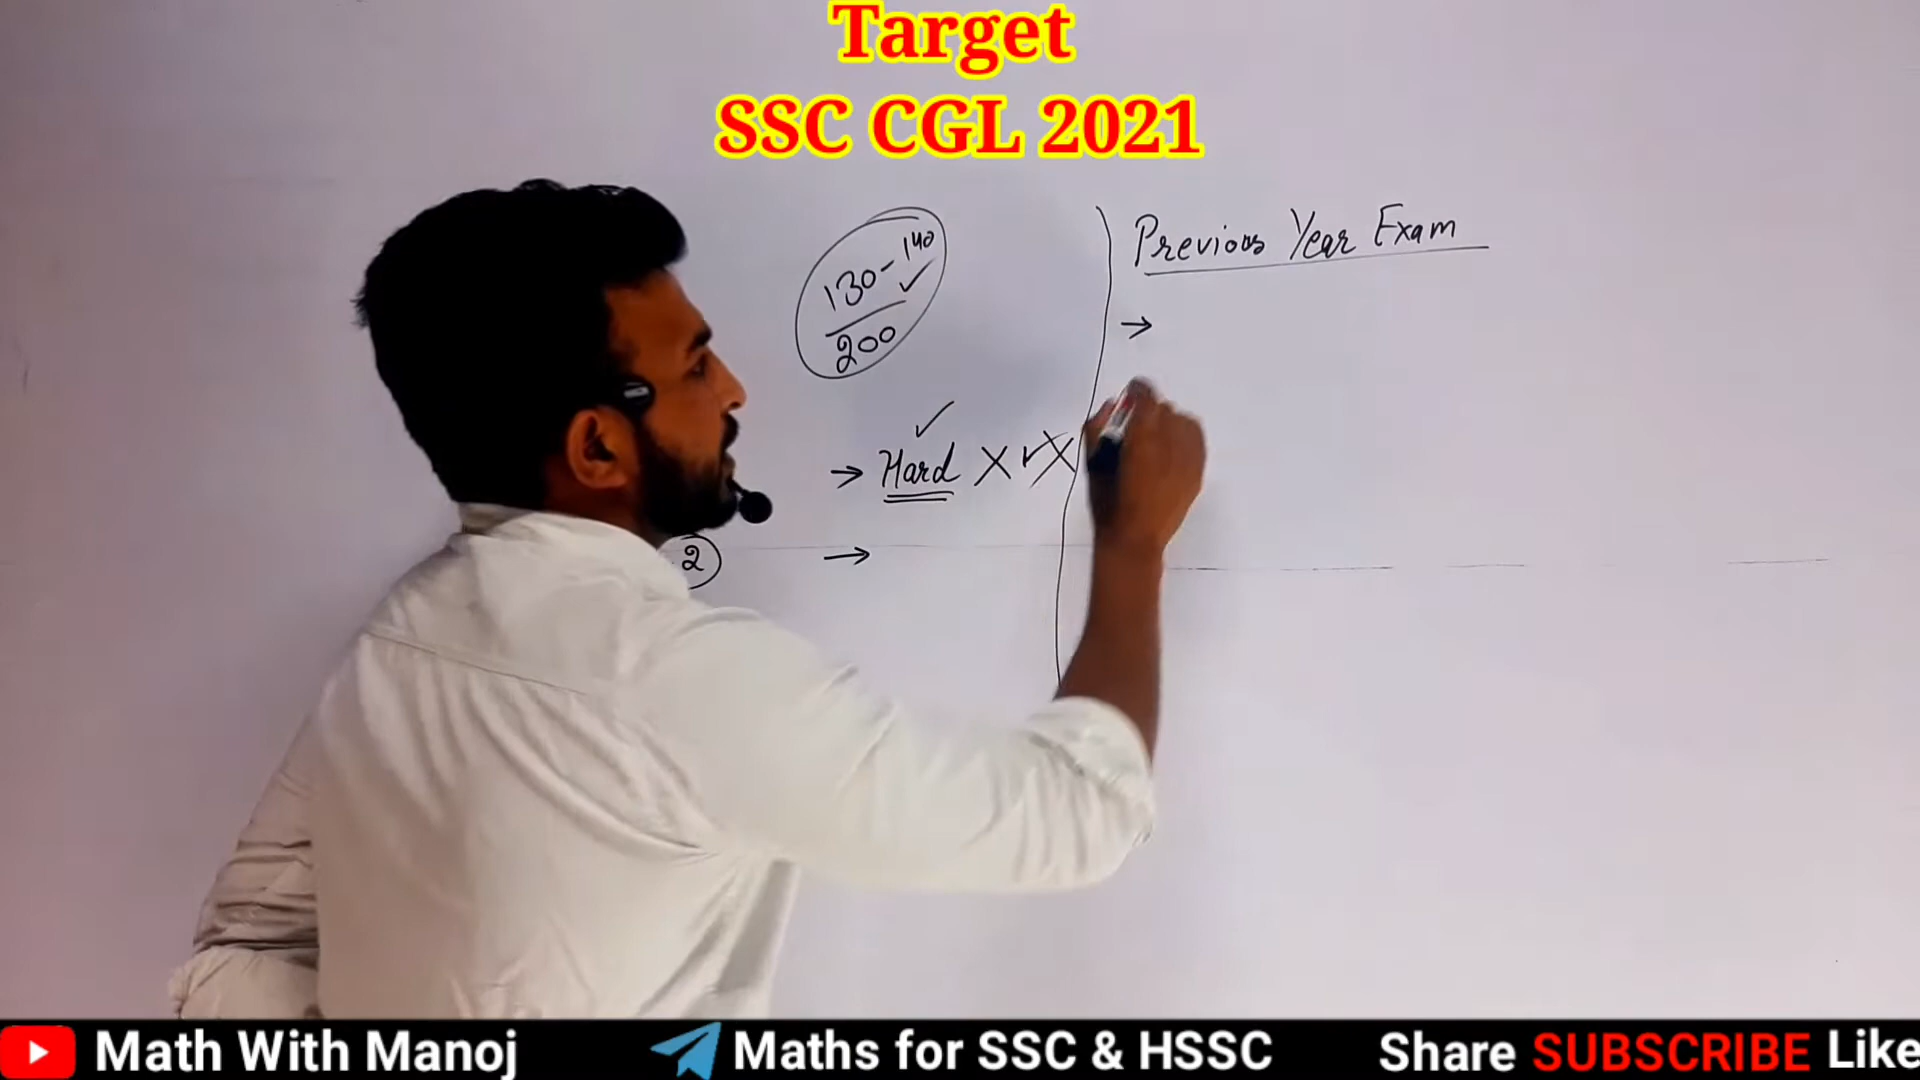 Target
SSC CGL 2021
130-140
200
Previous Year Exam
→
→ Hard X ✓ X
2
→
Math With Manoj
Maths for SSC & HSSC
Share SUBSCRIBE Like